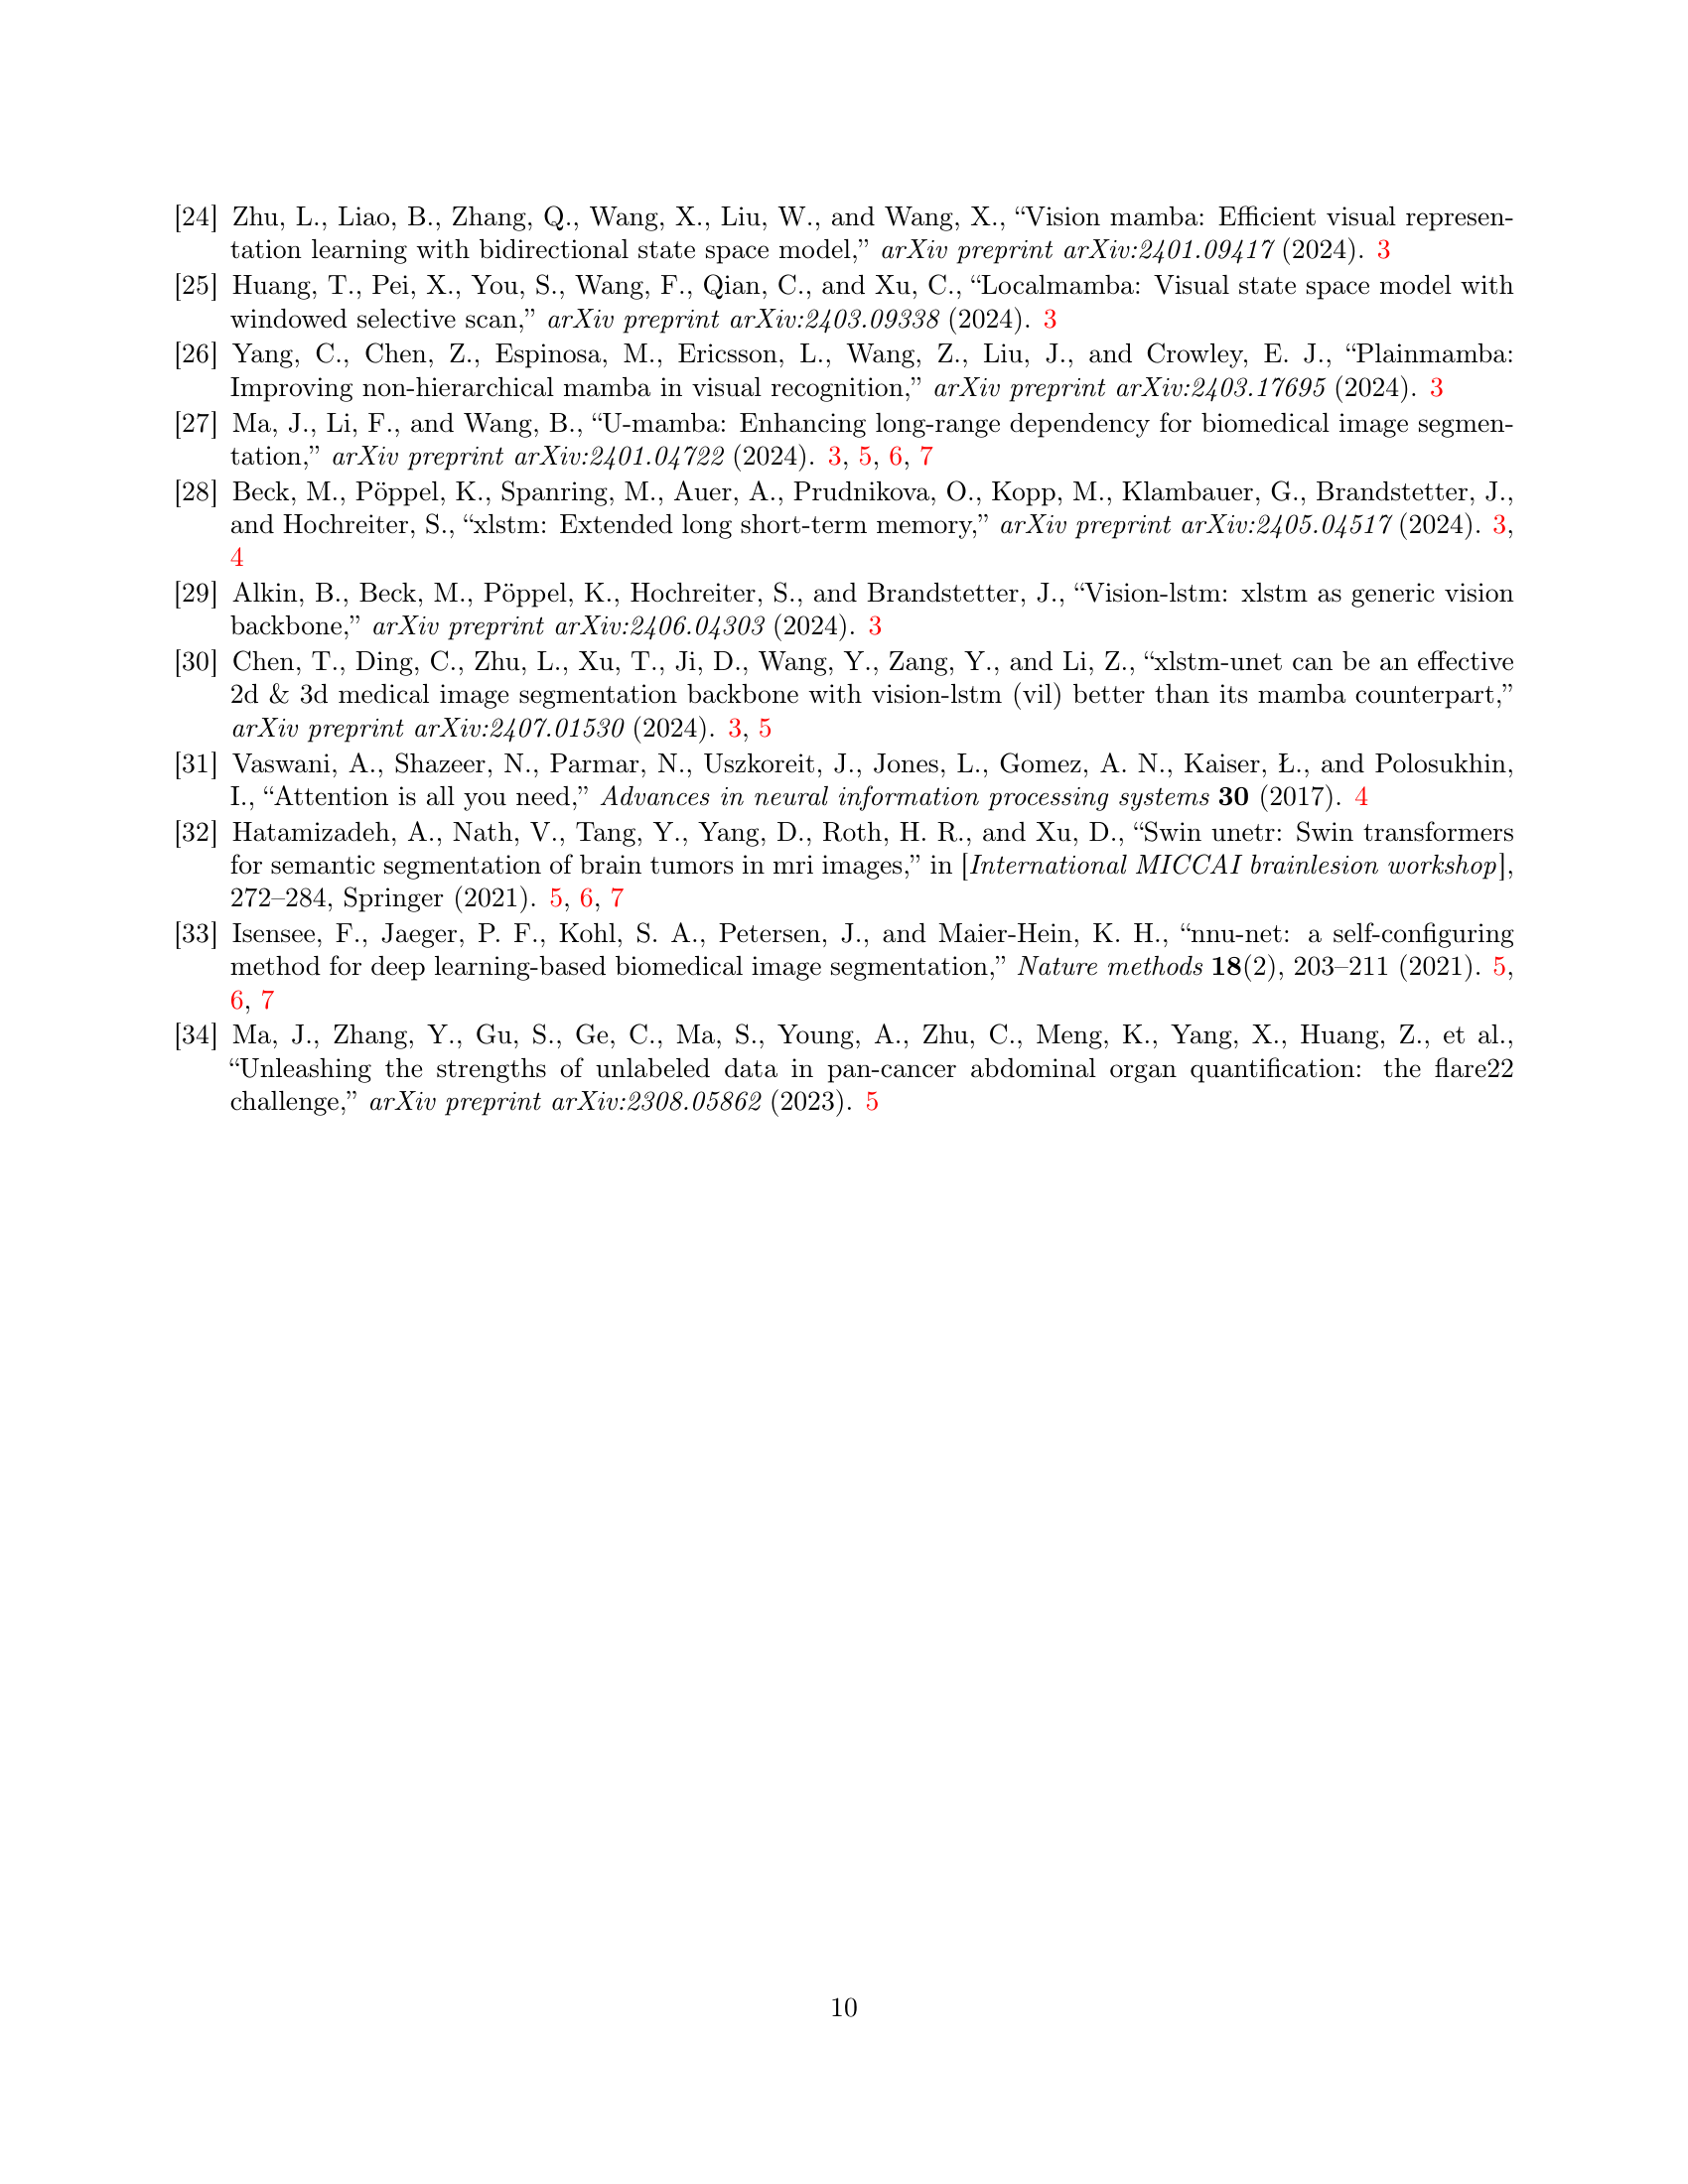 [24] Zhu, L., Liao, B., Zhang, Q., Wang, X., Liu, W., and Wang, X., “Vision mamba: Efficient visual represen-
tation learning with bidirectional state space model,” arXiv preprint arXiv:2401.09417 (2024). 3
[25] Huang, T., Pei, X., You, S., Wang, F., Qian, C., and Xu, C., “Localmamba: Visual state space model with
windowed selective scan,” arXiv preprint arXiv:2403.09338 (2024). 3
[26] Yang, C., Chen, Z., Espinosa, M., Ericsson, L., Wang, Z., Liu, J., and Crowley, E. J., “Plainmamba:
Improving non-hierarchical mamba in visual recognition,” arXiv preprint arXiv:2403.17695 (2024). 3
[27] Ma, J., Li, F., and Wang, B., “U-mamba: Enhancing long-range dependency for biomedical image segmen-
tation,” arXiv preprint arXiv:2401.04722 (2024). 3, 5, 6, 7
[28] Beck, M., Pöppel, K., Spanring, M., Auer, A., Prudnikova, O., Kopp, M., Klambauer, G., Brandstetter, J.,
and Hochreiter, S., “xlstm: Extended long short-term memory,” arXiv preprint arXiv:2405.04517 (2024). 3,
4
[29] Alkin, B., Beck, M., Pöppel, K., Hochreiter, S., and Brandstetter, J., “Vision-lstm: xlstm as generic vision
backbone,” arXiv preprint arXiv:2406.04303 (2024). 3
[30] Chen, T., Ding, C., Zhu, L., Xu, T., Ji, D., Wang, Y., Zang, Y., and Li, Z., “xlstm-unet can be an effective
2d & 3d medical image segmentation backbone with vision-lstm (vil) better than its mamba counterpart,”
arXiv preprint arXiv:2407.01530 (2024). 3, 5
[31] Vaswani, A., Shazeer, N., Parmar, N., Uszkoreit, J., Jones, L., Gomez, A. N., Kaiser, Ł., and Polosukhin,
I., “Attention is all you need,” Advances in neural information processing systems 30 (2017). 4
[32] Hatamizadeh, A., Nath, V., Tang, Y., Yang, D., Roth, H. R., and Xu, D., “Swin unetr: Swin transformers
for semantic segmentation of brain tumors in mri images,” in [International MICCAI brainlesion workshop],
272–284, Springer (2021). 5, 6, 7
[33] Isensee, F., Jaeger, P. F., Kohl, S. A., Petersen, J., and Maier-Hein, K. H., “nnu-net: a self-configuring
method for deep learning-based biomedical image segmentation,” Nature methods 18(2), 203–211 (2021). 5,
6, 7
[34] Ma, J., Zhang, Y., Gu, S., Ge, C., Ma, S., Young, A., Zhu, C., Meng, K., Yang, X., Huang, Z., et al.,
“Unleashing the strengths of unlabeled data in pan-cancer abdominal organ quantification: the flare22
challenge,” arXiv preprint arXiv:2308.05862 (2023). 5
10